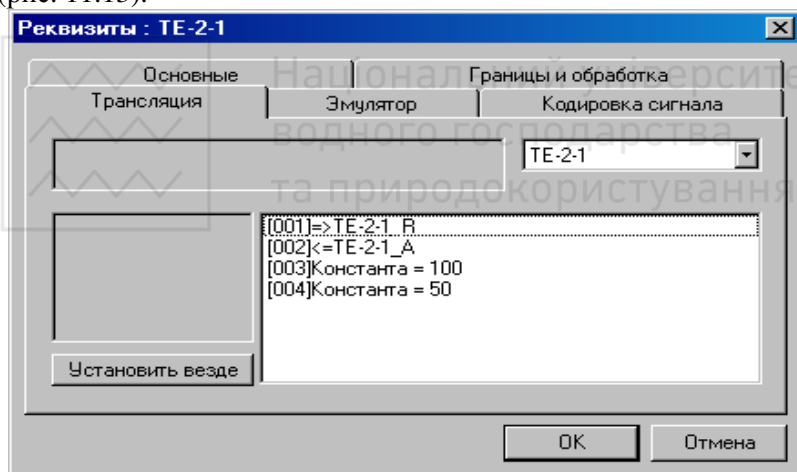 (рис. 11.15).
Реквизиты : TE-2-1
Основные
Границы и обработка
Трансляция
Эмулятор
Кодировка сигнала
TE-2-1
[001]=>TE-2-1_R
[002]<=TE-2-1_A
[003]Константа = 100
[004]Константа = 50
Установить везде
OK
Отмена
Національний університе
водного господарства
та природокористування